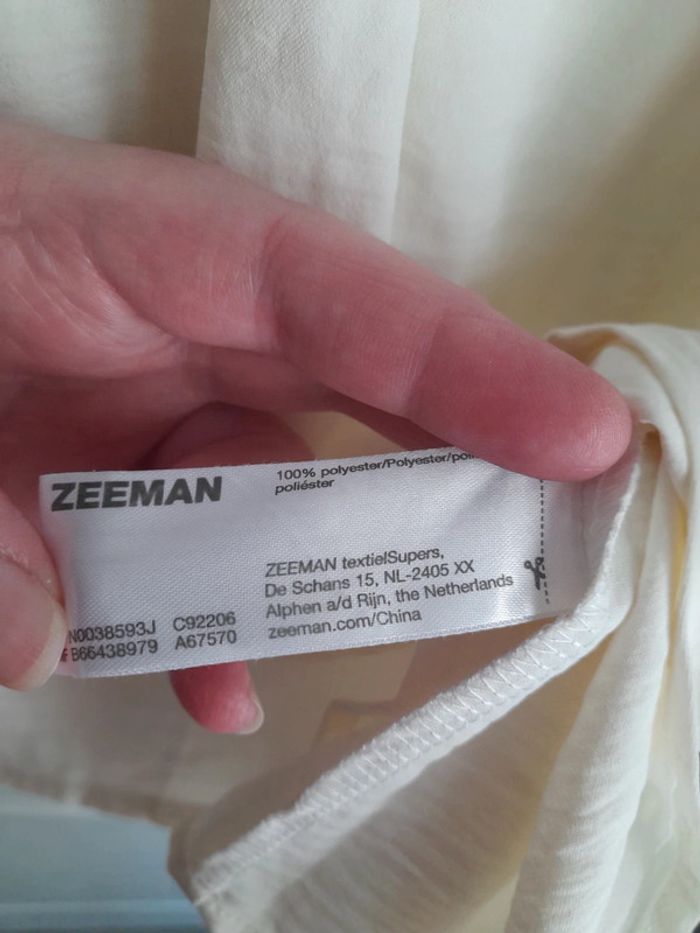 ZEEMAN
100% polyester/Polyester/
poliéster
ZEEMAN textielSupers,
De Schans 15, NL-2405 XX
Alphen a/d Rijn, the Netherlands
zeeman.com/China
N0038593J C92206
B66438979 A67570